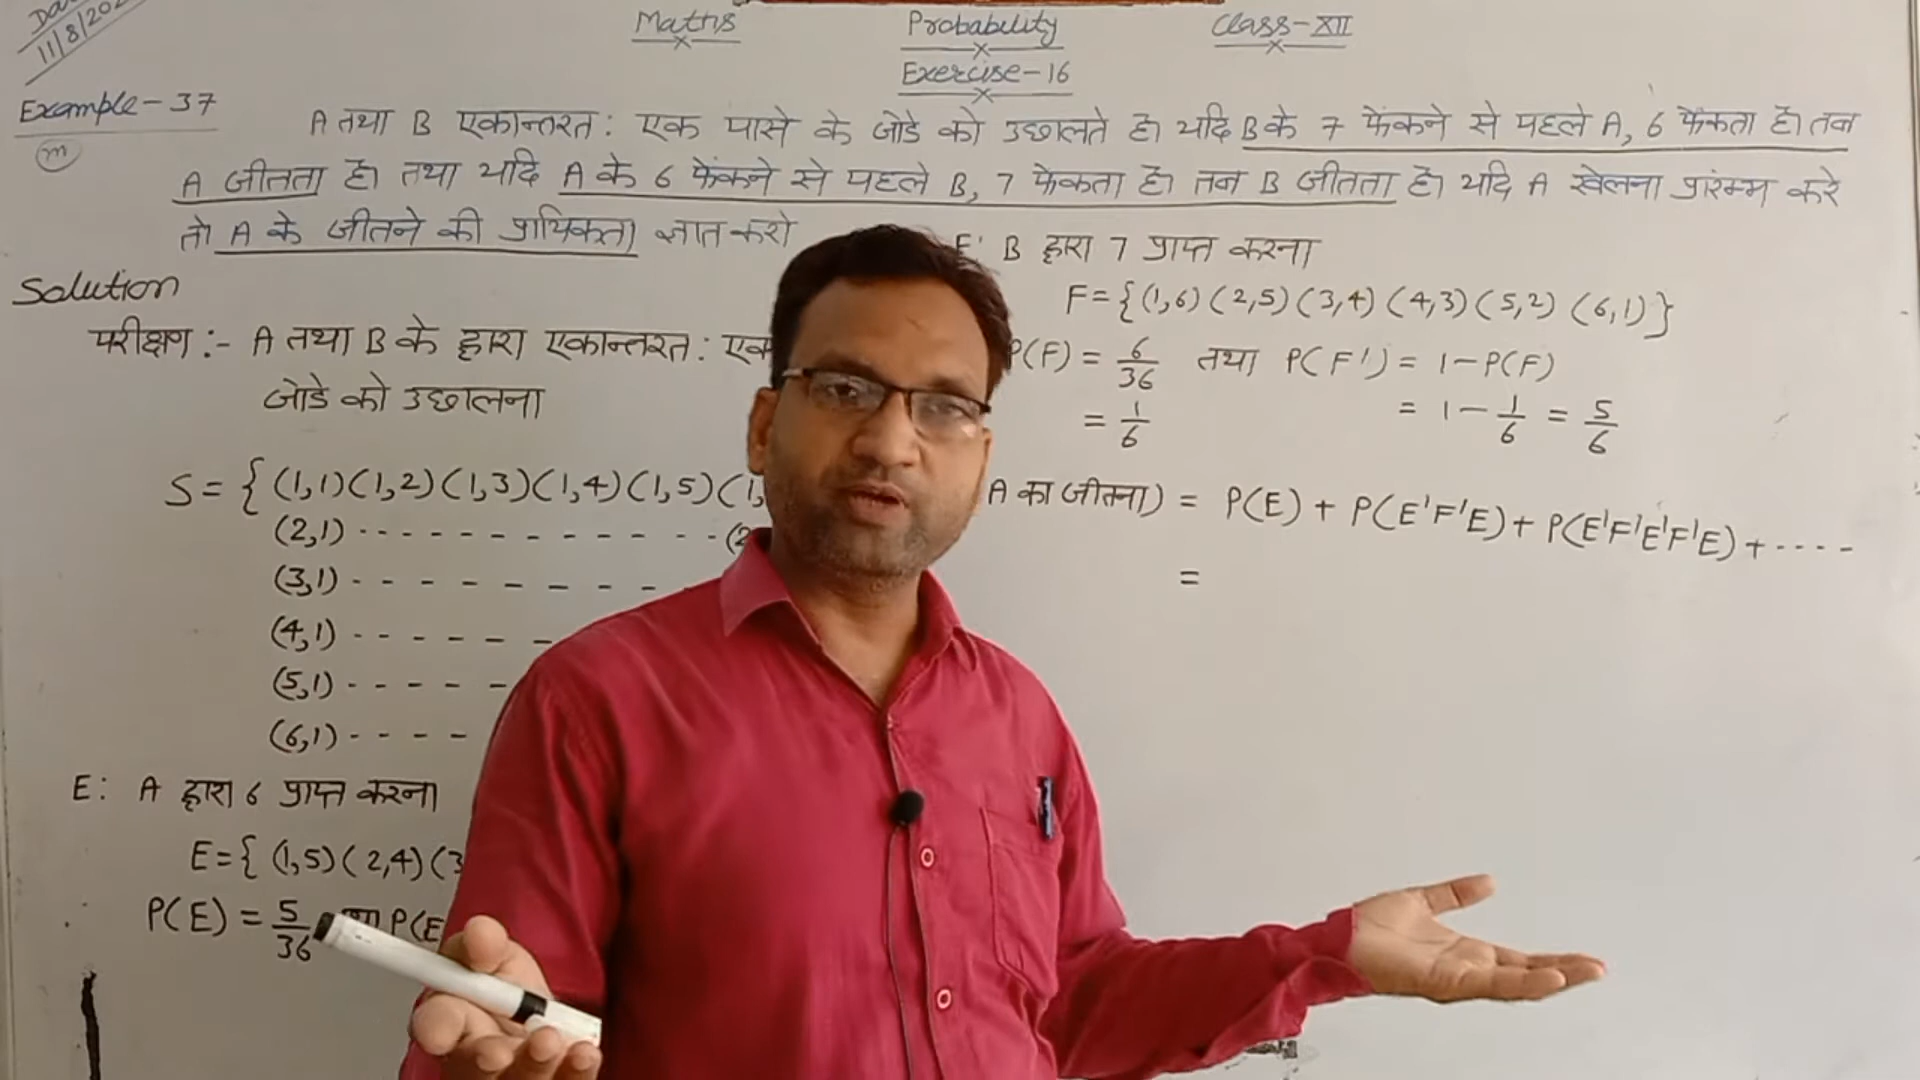 11/8/202
Maths
Probability
Class-XII
Exercise-16
Example-37
m
A तथा B एकान्तरत: एक पासे के जोडे को उछालते है। यदि B के 7 फेंकने से पहले A, 6 फेंकता है। तब
A जीतता है। तथा यदि A के 6 फेंकने से पहले B, 7 फेंकता है। तब B जीतता है। यदि A खेलना प्रारंम्भ करे
तो A के जीतने की प्रायिकता ज्ञात करो
Solution
परीक्षण :- A तथा B के द्वारा एकान्तरत: एक
जोडे को उछालना
S = { (1,1)(1,2)(1,3)(1,4)(1,5)(1,
(2,1) - - - - - - - - - - - - (2
(3,1) - - - - - - - -
(4,1) - - - - - -
(5,1) - - - - -
(6,1) - - - -
E: A द्वारा 6 प्राप्त करना
E = { (1,5)(2,4)(3
P(E) = 5/36 P(E
B द्वारा 7 प्राप्त करना
F = {(1,6)(2,5)(3,4)(4,3)(5,2)(6,1)}
P(F) = 6/36 तथा P(F') = 1-P(F)
= 1/6 = 1 - 1/6 = 5/6
A का जीतना) = P(E) + P(E'F'E) + P(E'F'E'F'E) + - - - -
=